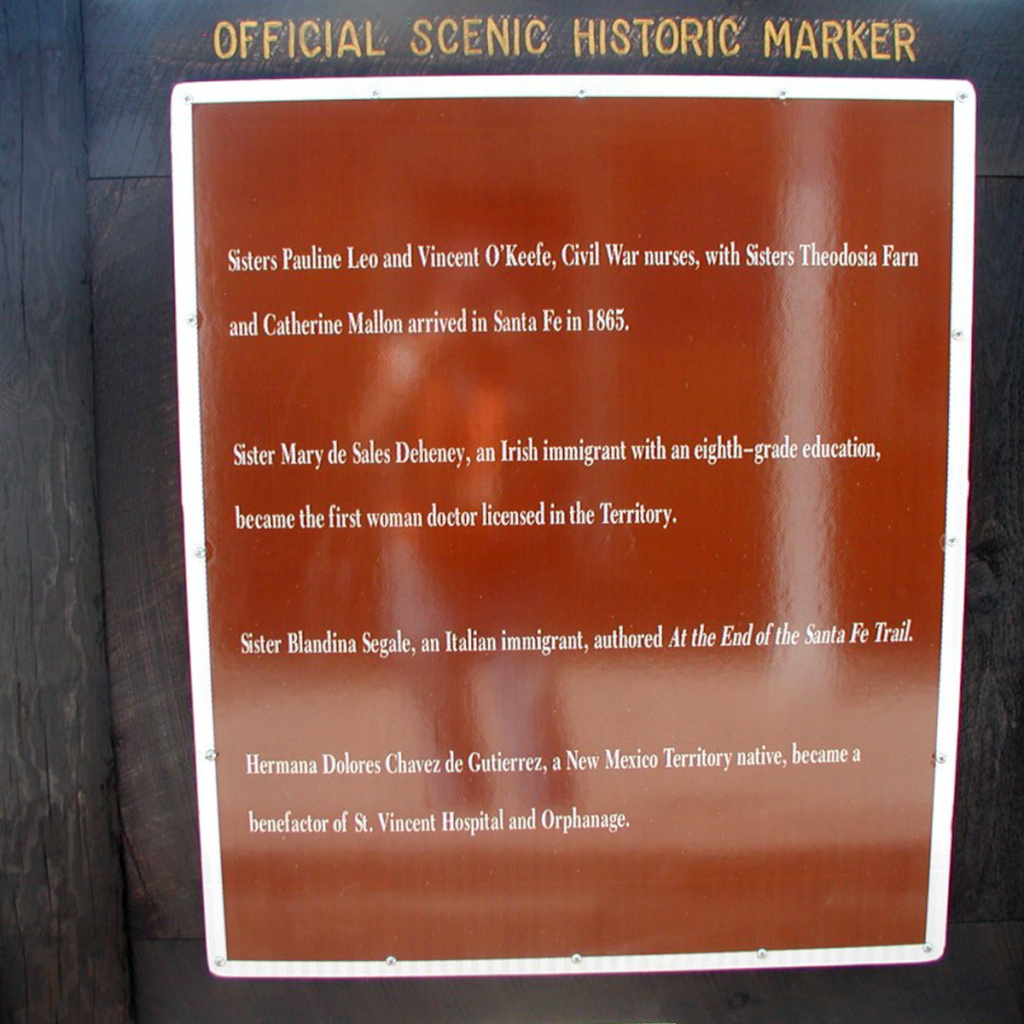 OFFICIAL SCENIC HISTORIC MARKER
Sisters Pauline Leo and Vincent O'Keefe, Civil War nurses, with Sisters Theodosia Farn
and Catherine Mallon arrived in Santa Fe in 1865.
Sister Mary de Sales Deheney, an Irish immigrant with an eighth-grade education,
became the first woman doctor licensed in the Territory.
Sister Blandina Segale, an Italian immigrant, authored At the End of the Santa Fe Trail.
Hermana Dolores Chavez de Gutierrez, a New Mexico Territory native, became a
benefactor of St. Vincent Hospital and Orphanage.